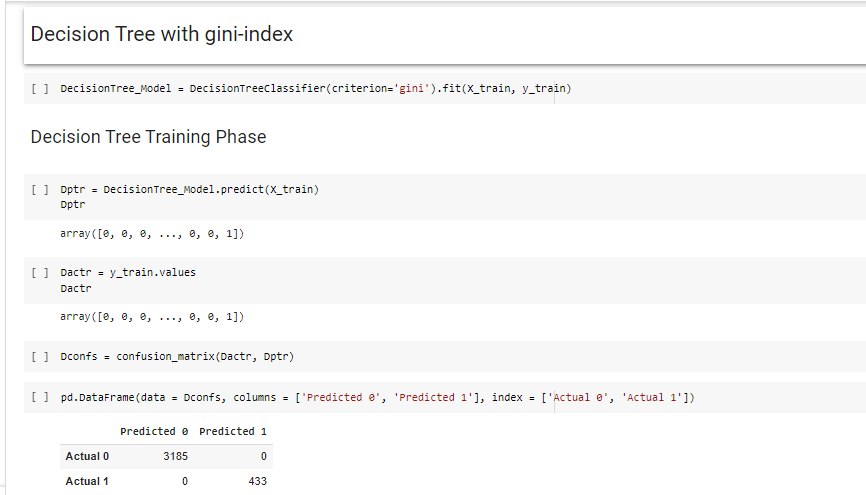 Decision Tree with gini-index
[ ] DecisionTree_Model = DecisionTreeClassifier(criterion='gini').fit(X_train, y_train)
Decision Tree Training Phase
[ ] Dptr = DecisionTree_Model.predict(X_train)
Dptr
array([0, 0, 0, ..., 0, 0, 1])
[ ] Dactr = y_train.values
Dactr
array([0, 0, 0, ..., 0, 0, 1])
[ ] Dconfs = confusion_matrix(Dactr, Dptr)
[ ] pd.DataFrame(data = Dconfs, columns = ['Predicted 0', 'Predicted 1'], index = ['Actual 0', 'Actual 1'])
Predicted 0 Predicted 1
Actual 0 3185 0
Actual 1 0 433